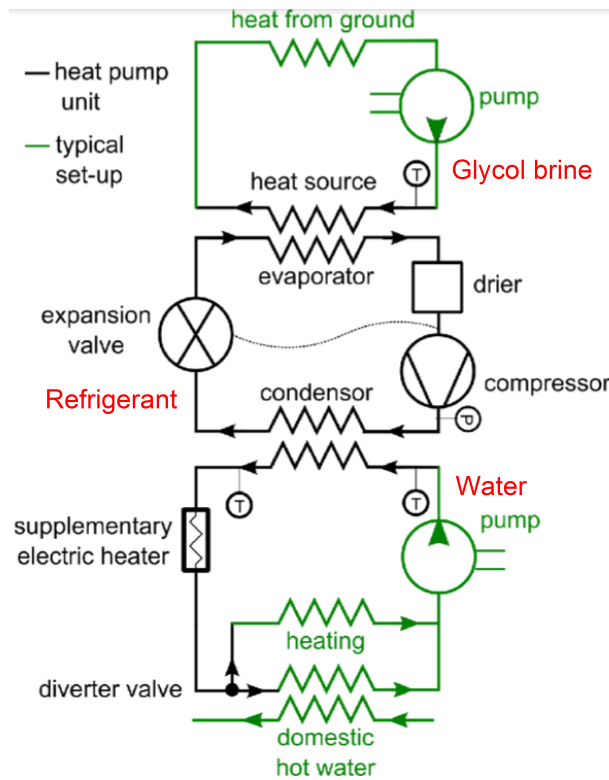 heat from ground
heat pump
unit
typical
set-up
pump
Glycol brine
T
heat source
evaporator
drier
expansion
valve
Refrigerant
condensor
compressor
P
T
T
Water
pump
supplementary
electric heater
heating
diverter valve
domestic
hot water